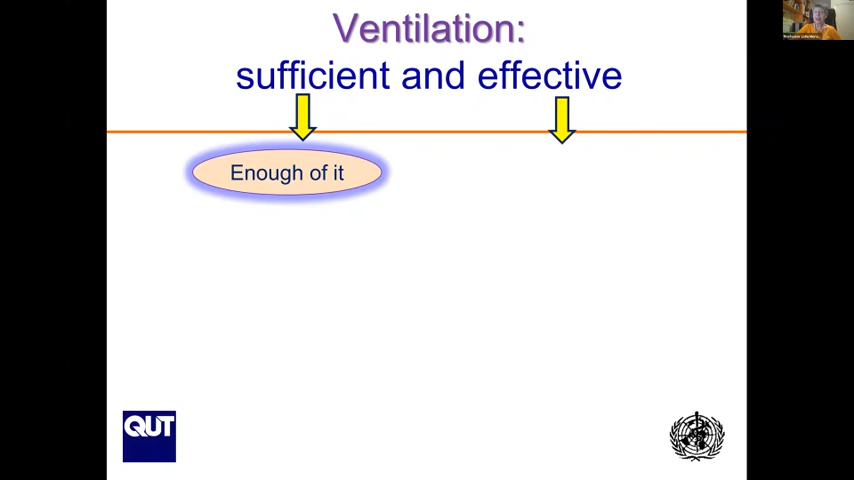 Ventilation:
sufficient and effective
Enough of it
QUT